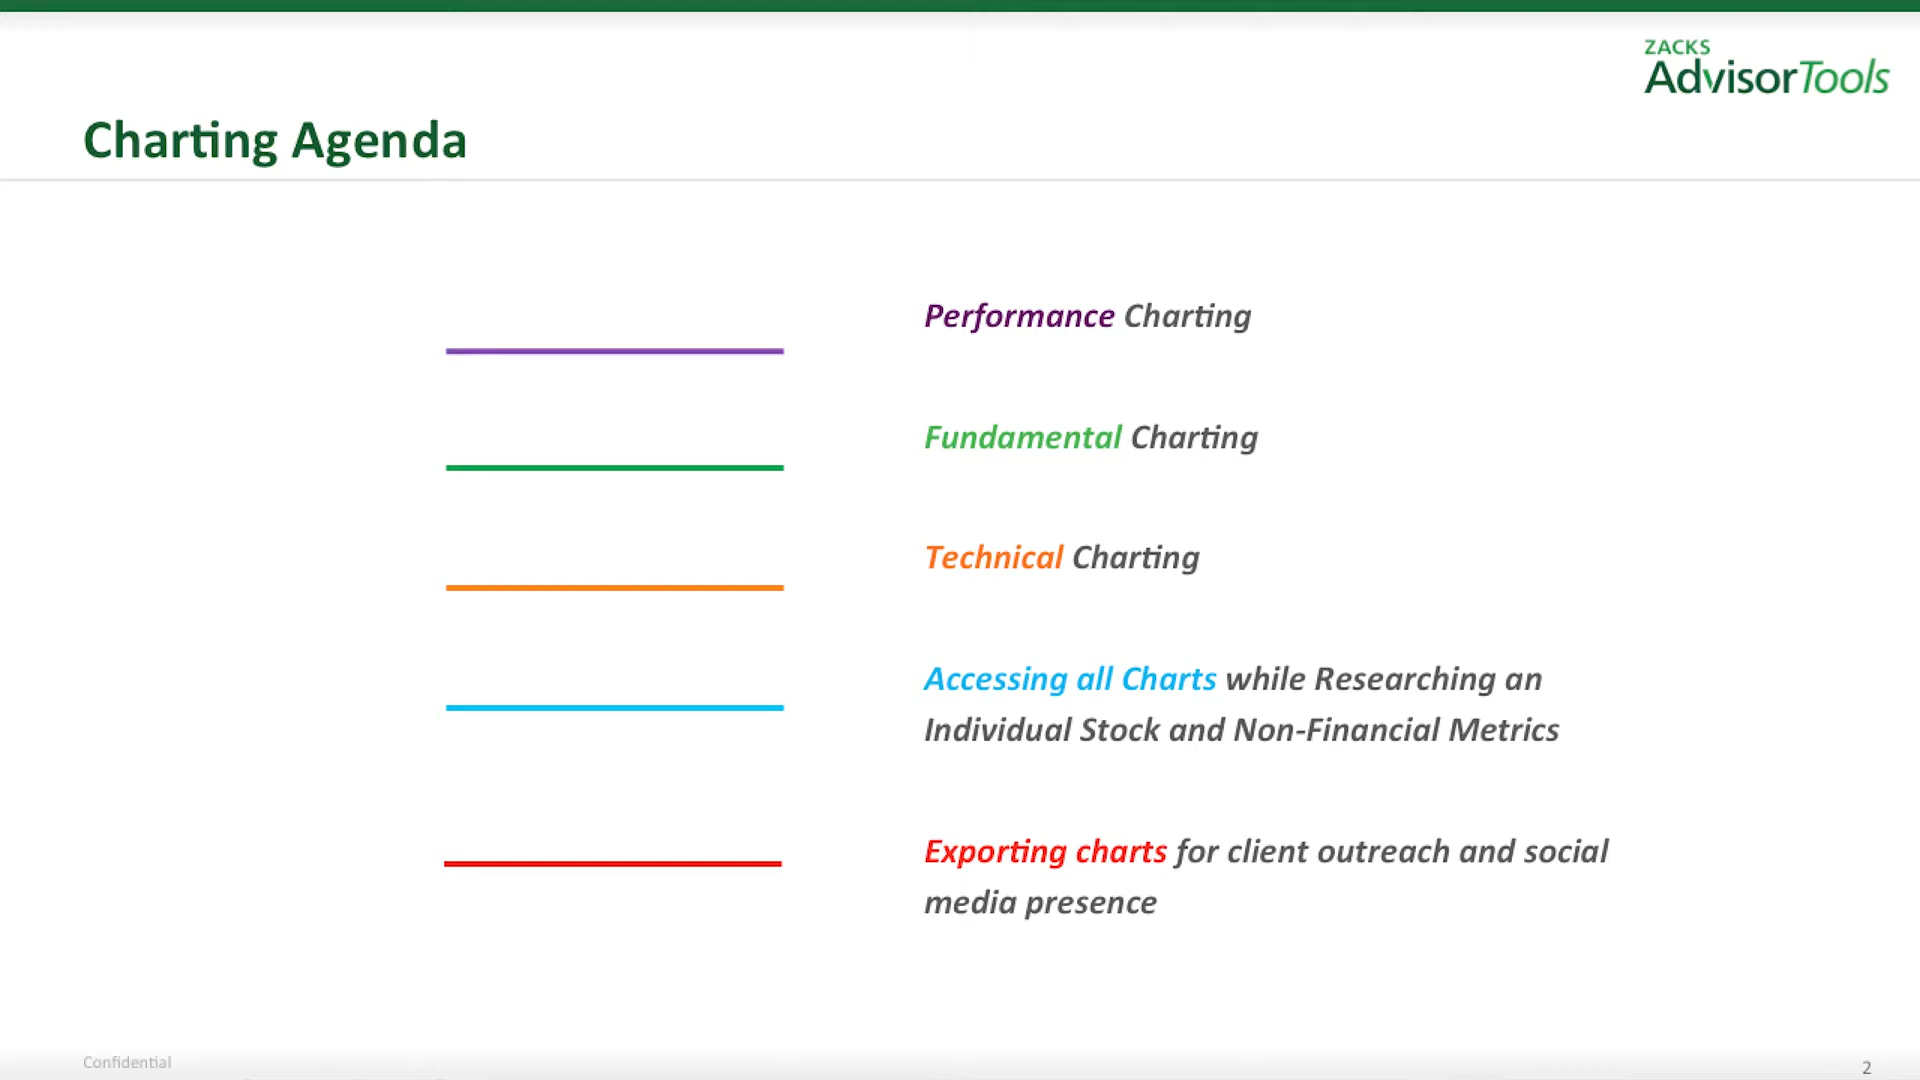 ZACKS
AdvisorTools
Charting Agenda
Performance Charting
Fundamental Charting
Technical Charting
Accessing all Charts while Researching an
Individual Stock and Non-Financial Metrics
Exporting charts for client outreach and social
media presence
Confidential
2